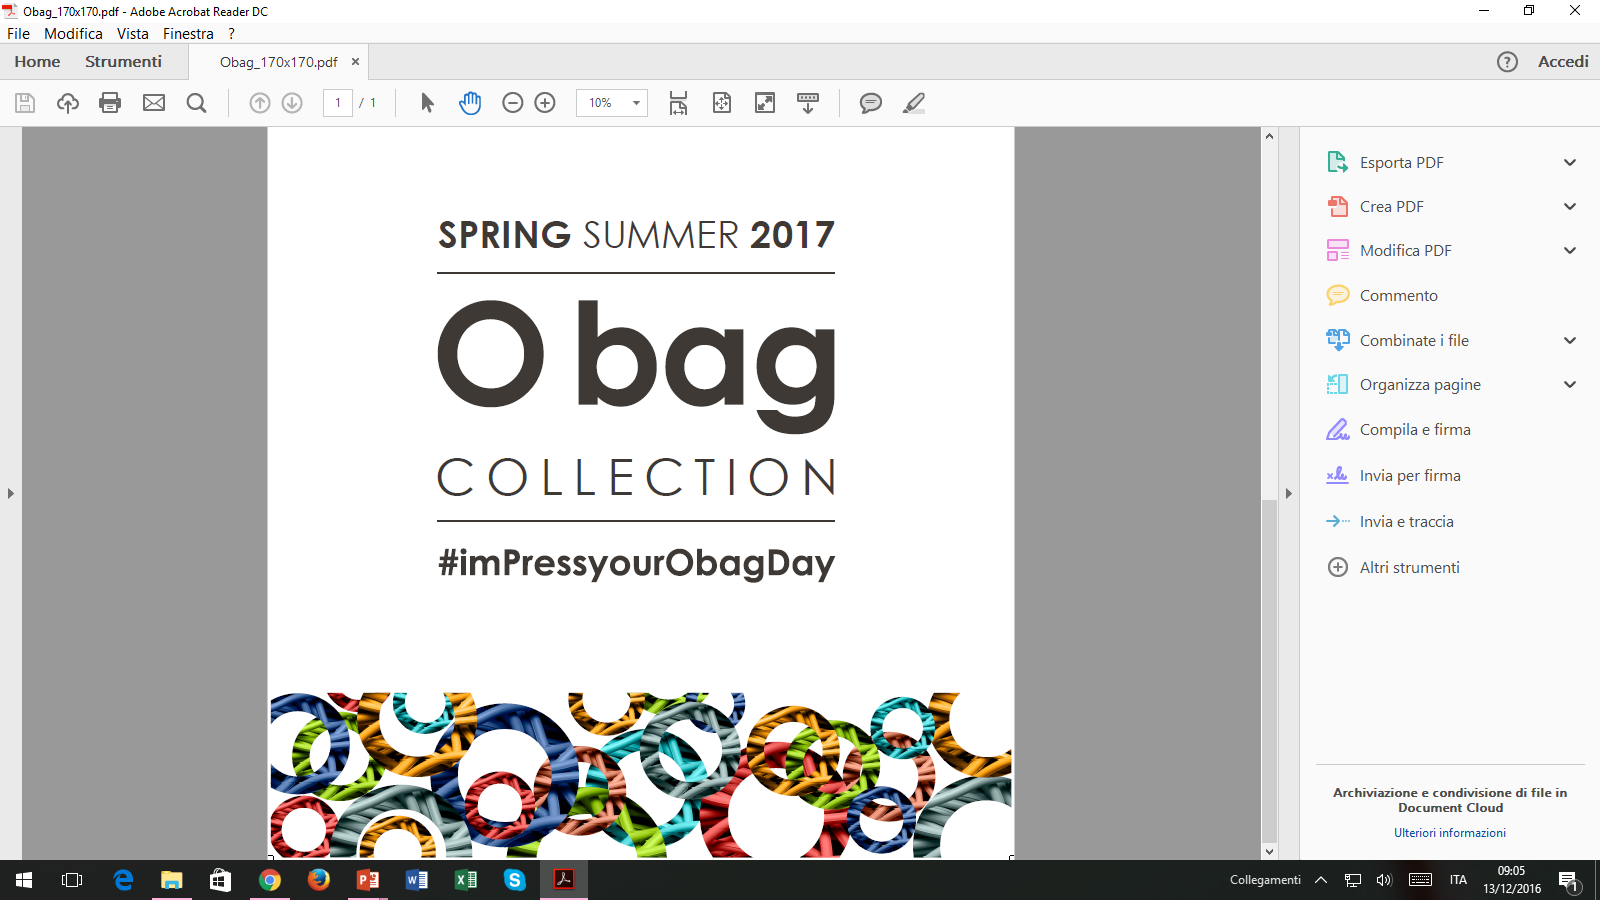 Obag_170x170.pdf - Adobe Acrobat Reader DC
File Modifica Vista Finestra ?
Home Strumenti Obag_170x170.pdf × ? Accedi
1 / 1 10%
SPRING SUMMER 2017
O bag
COLLECTION
#imPressyourObagDay
Esporta PDF
Crea PDF
Modifica PDF
Commento
Combinate i file
Organizza pagine
Compila e firma
Invia per firma
Invia e traccia
Altri strumenti
Archiviazione e condivisione di file in
Document Cloud
Ulteriori informazioni
Collegamenti ITA 09:05
13/12/2016 1